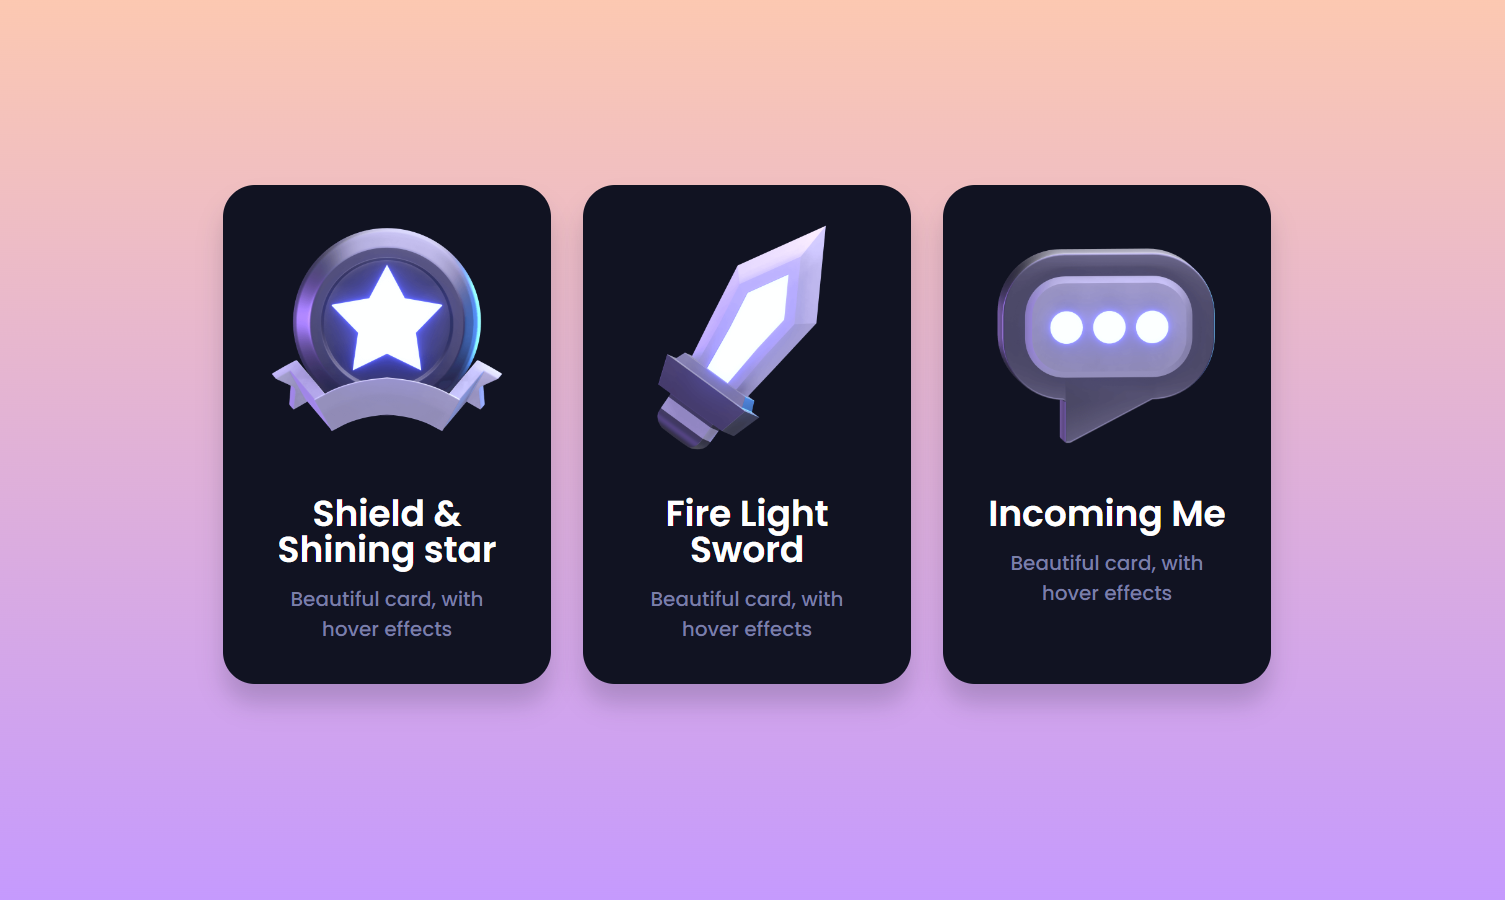 Shield &
Shining star
Beautiful card, with
hover effects
Fire Light
Sword
Beautiful card, with
hover effects
Incoming Me
Beautiful card, with
hover effects